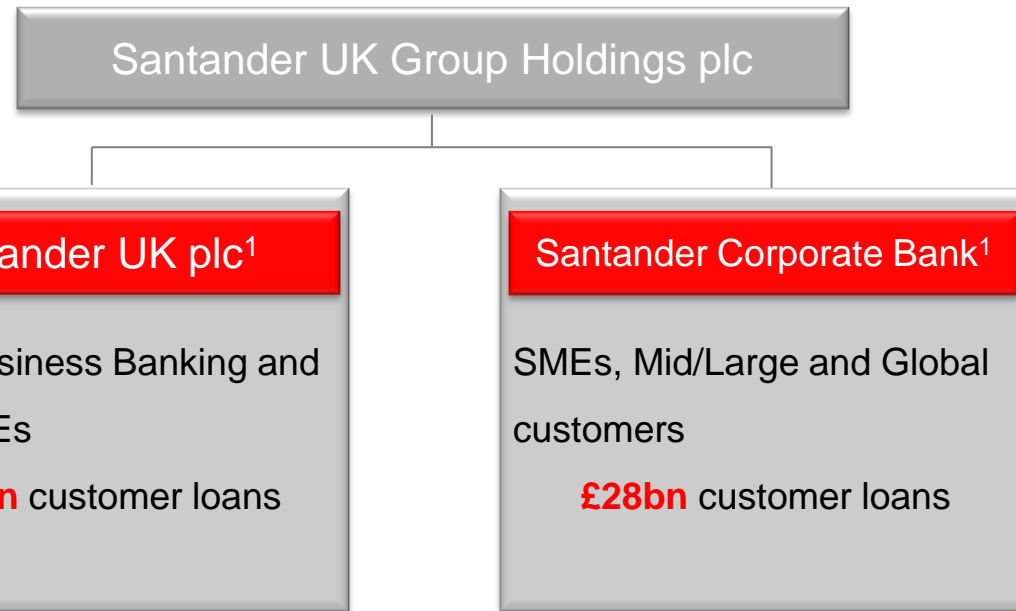 Santander UK Group Holdings plc
ander UK plc¹
Santander Corporate Bank¹
siness Banking and
Es
n customer loans
SMEs, Mid/Large and Global
customers
£28bn customer loans